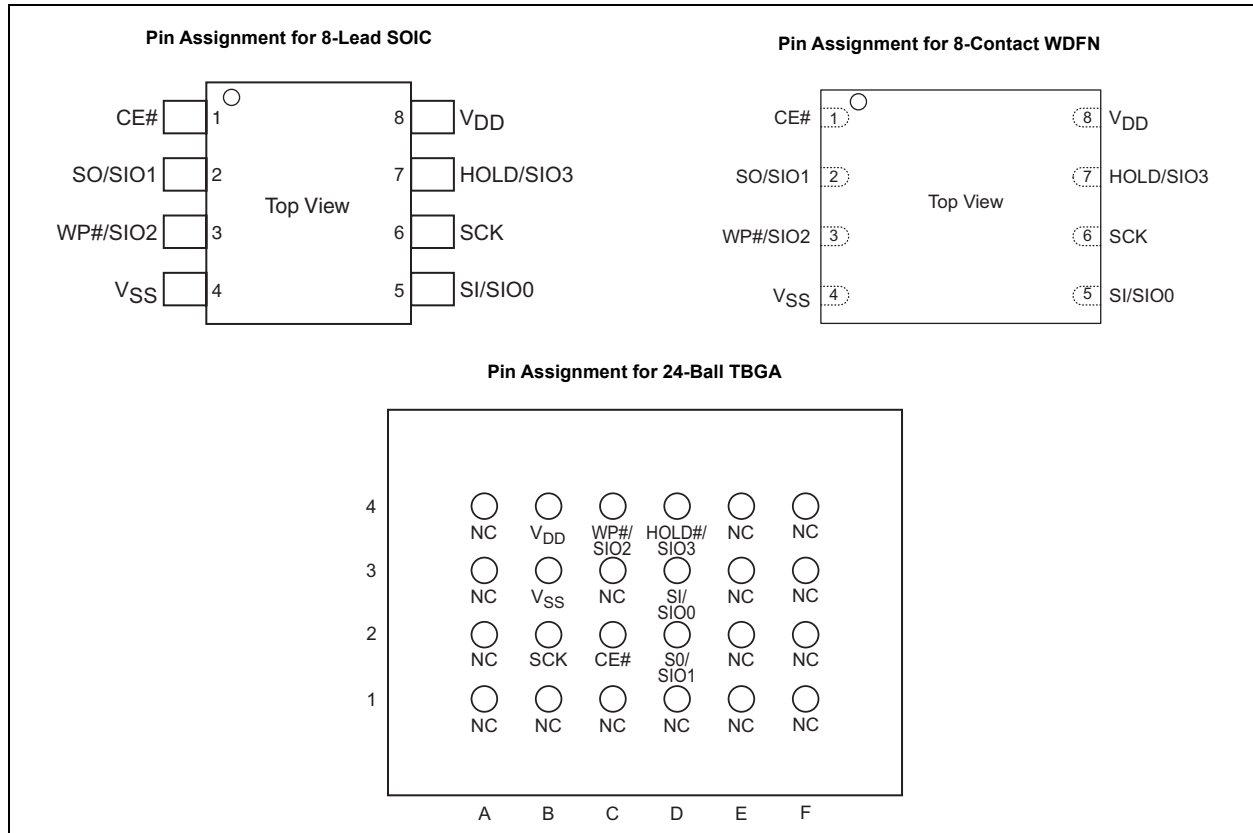 Pin Assignment for 8-Lead SOIC
CE# 1 8 VDD
SO/SIO1 2 7 HOLD/SIO3
Top View
WP#/SIO2 3 6 SCK
VSS 4 5 SI/SIO0
Pin Assignment for 8-Contact WDFN
CE# 1 8 VDD
SO/SIO1 2 7 HOLD/SIO3
Top View
WP#/SIO2 3 6 SCK
VSS 4 5 SI/SIO0
Pin Assignment for 24-Ball TBGA
4
NC VDD WP#/ HOLD#/ NC NC
SIO2 SIO3
3
NC VSS NC SI/ NC NC
SIO0
2
NC SCK CE# S0/ NC NC
SIO1
1
NC NC NC NC NC NC
A B C D E F